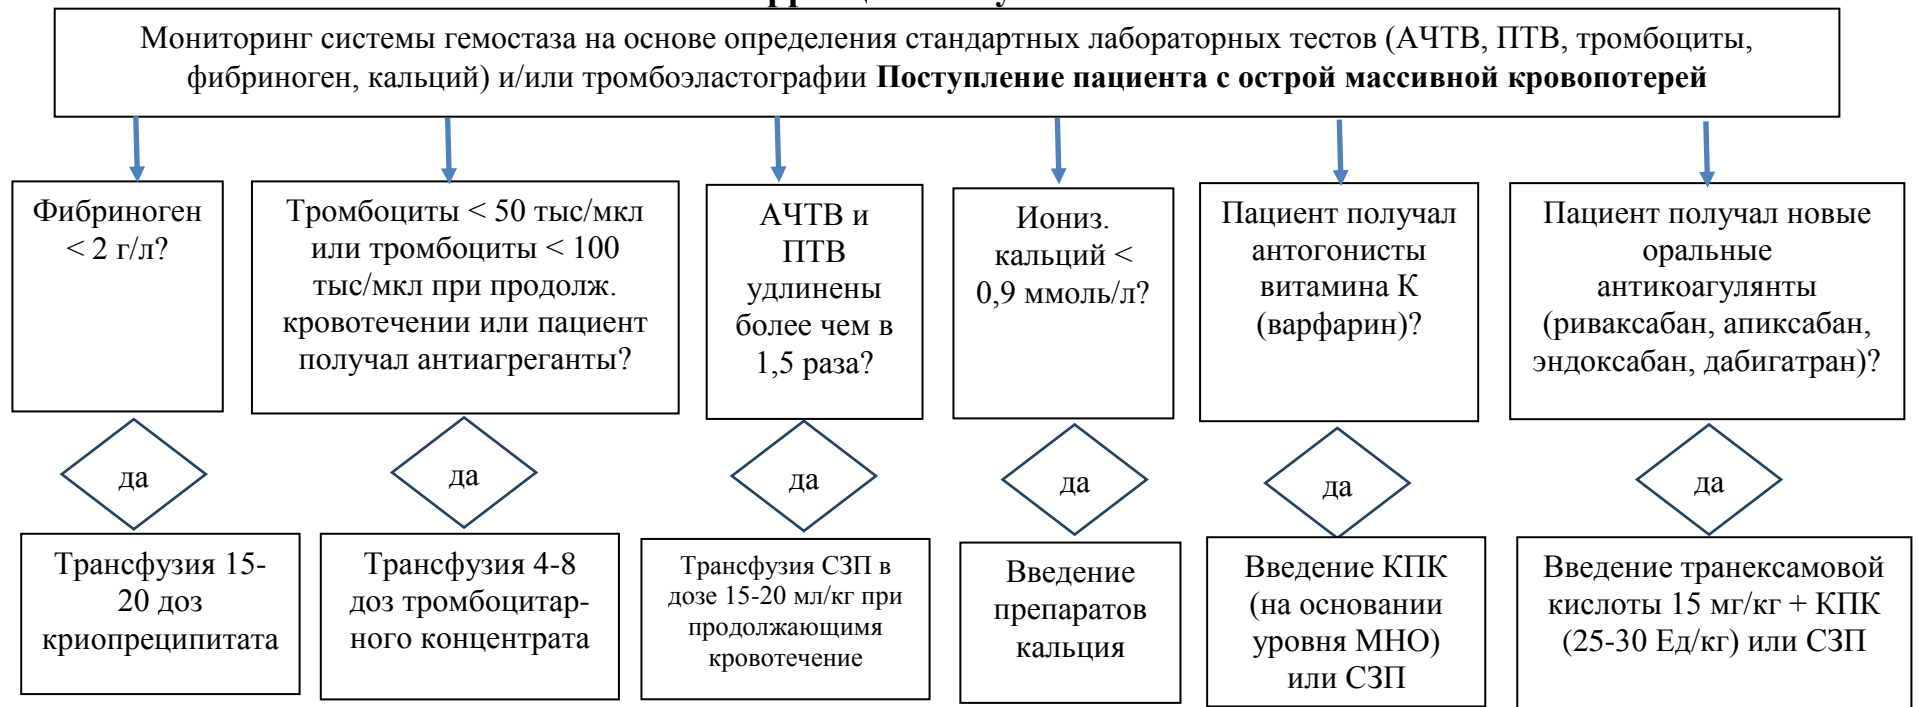 Мониторинг системы гемостаза на основе определения стандартных лабораторных тестов (АЧТВ, ПТВ, тромбоциты,
фибриноген, кальций) и/или тромбоэластографии Поступление пациента с острой массивной кровопотерей
Фибриноген
< 2 г/л?
Тромбоциты < 50 тыс/мкл
или тромбоциты < 100
тыс/мкл при продолж.
кровотечении или пациент
получал антиагреганты?
АЧТВ и
ПТВ
удлинены
более чем в
1,5 раза?
Иониз.
кальций <
0,9 ммоль/л?
Пациент получал
антогонисты
витамина К
(варфарин)?
Пациент получал новые
оральные
антикоагулянты
(риваксабан, апиксабан,
эндоксабан, дабигатран)?
да
да
да
да
да
да
Трансфузия 15-
20 доз
криопреципитата
Трансфузия 4-8
доз тромбоцитар-
ного концентрата
Трансфузия СЗП в
дозе 15-20 мл/кг при
продолжающимя
кровотечение
Введение
препаратов
кальция
Введение КПК
(на основании
уровня МНО)
или СЗП
Введение транексамовой
кислоты 15 мг/кг + КПК
(25-30 Ед/кг) или СЗП